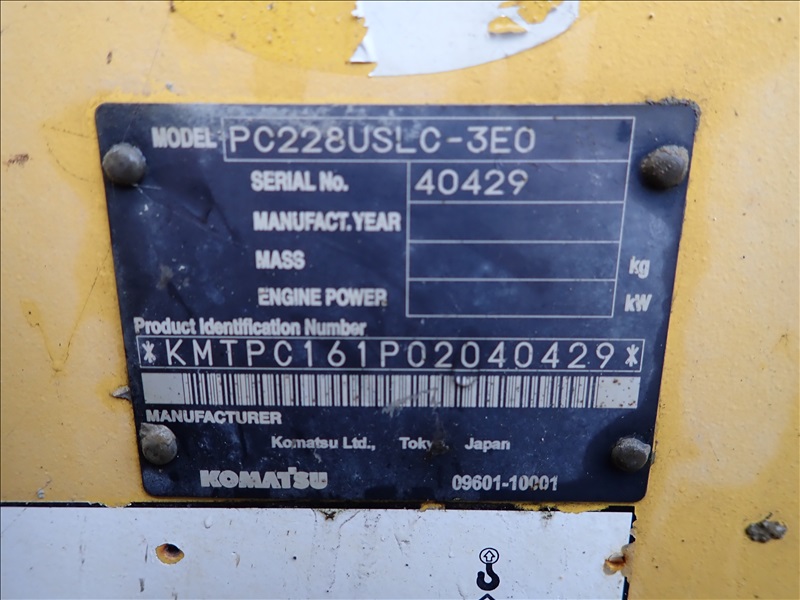 MODEL PC228USLC-3E0
SERIAL No. 40429
MANUFACT.YEAR
MASS kg
ENGINE POWER kW
Product Identification Number
*KMTPC161P02040429*
MANUFACTURER
Komatsu Ltd., Tokyo, Japan
KOMATSU 09601-10001